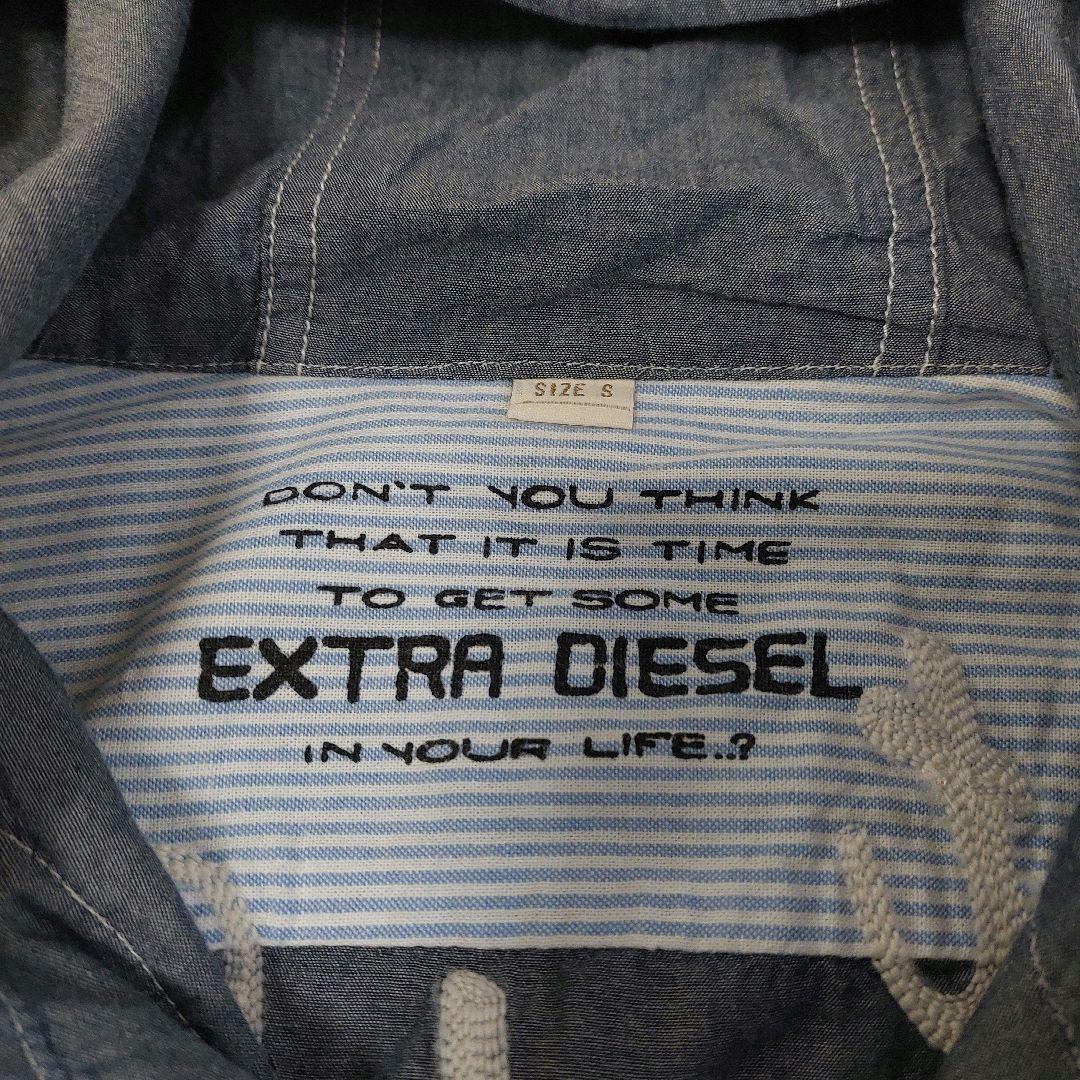 SIZE S
DON'T YOU THINK
THAT IT IS TIME
TO GET SOME
EXTRA DIESEL
IN YOUR LIFE..?